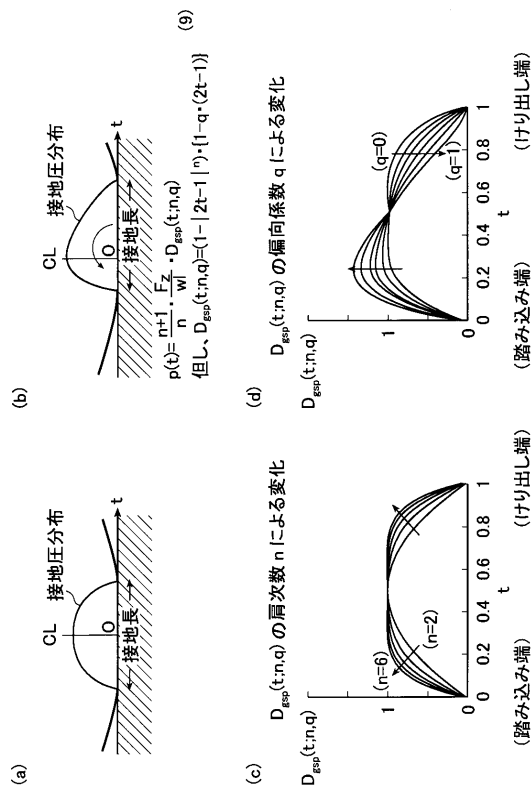 (a)
CL
接地圧分布
O
t
接地長
(b)
CL
接地圧分布
O
t
接地長
p(t)= n+1/n · Fz/wl · Dgsp(t;n,q)
但し、Dgsp(t;n,q)=(1-|2t-1|ⁿ)·{1-q·(2t-1)}
(9)
(c)
Dgsp(t;n,q) の肩次数 n による変化
Dgsp(t;n,q)
1
0
(n=6)
(n=2)
0 0.2 0.4 0.6 0.8 1
t
(踏み込み端) (けり出し端)
(d)
Dgsp(t;n,q) の偏向係数 q による変化
Dgsp(t;n,q)
1
0
(q=0)
(q=1)
0 0.2 0.4 0.6 0.8 1
t
(踏み込み端) (けり出し端)